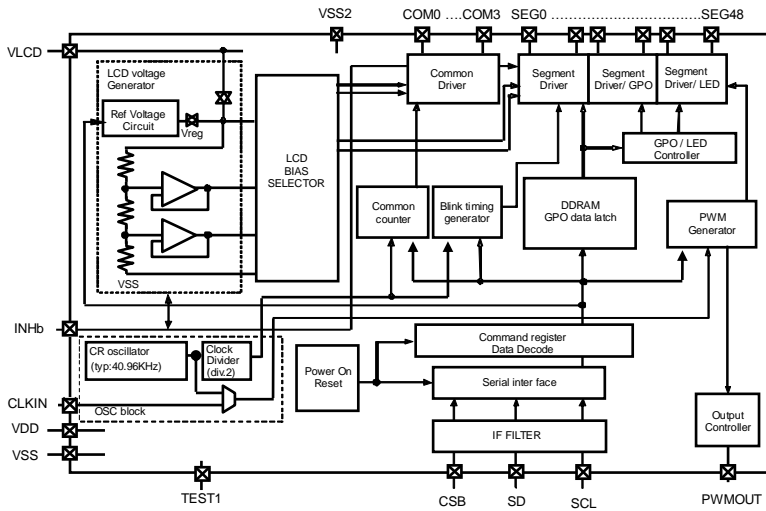 VSS2
COM0 ....COM3
SEG0 ...............................SEG48
VLCD
LCD voltage
Generator
Ref Voltage
Circuit
Vreg
VSS
LCD
BIAS
SELECTOR
Common
Driver
Segment
Driver
Segment
Driver/ GPO
Segment
Driver/ LED
GPO / LED
Controller
Common
counter
Blink timing
generator
DDRAM
GPO data latch
PWM
Generator
INHb
CR oscillator
(typ:40.96KHz)
Clock
Divider
(div.2)
OSC block
CLKIN
Power On
Reset
Command register
Data Decode
Serial inter face
IF FILTER
Output
Controller
VDD
VSS
TEST1
CSB
SD
SCL
PWMOUT